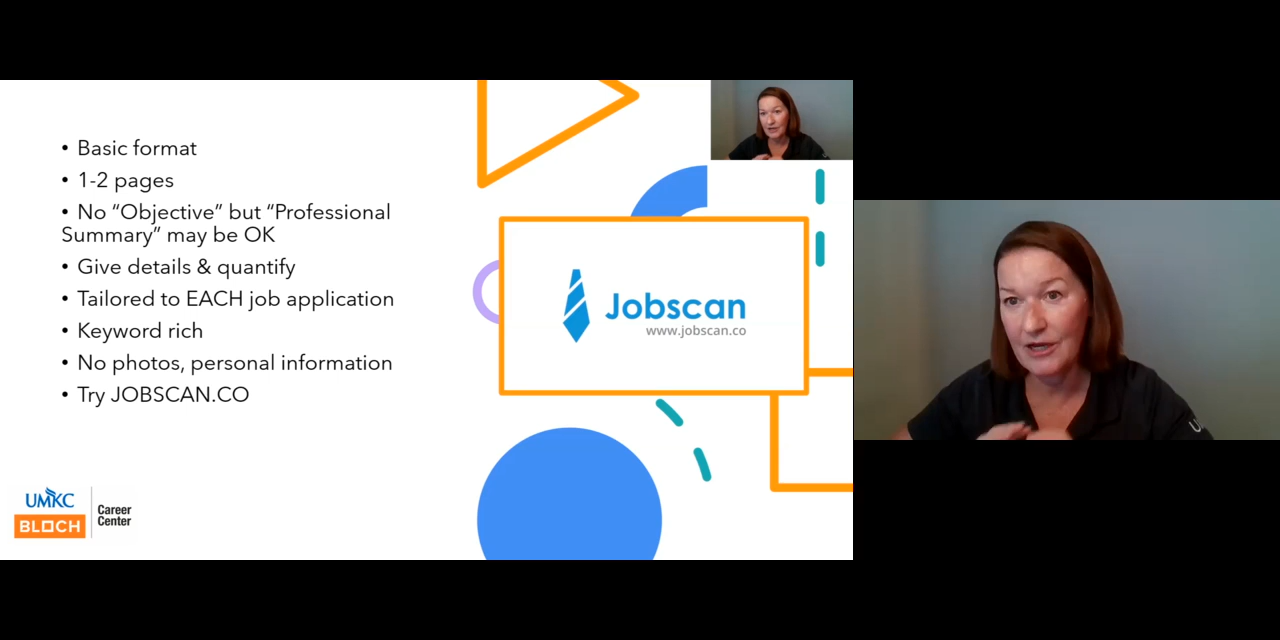 • Basic format
• 1-2 pages
• No “Objective” but “Professional
Summary” may be OK
• Give details & quantify
• Tailored to EACH job application
• Keyword rich
• No photos, personal information
• Try JOBSCAN.CO
Jobscan
www.jobscan.co
UMKC
BLOCH
Career
Center